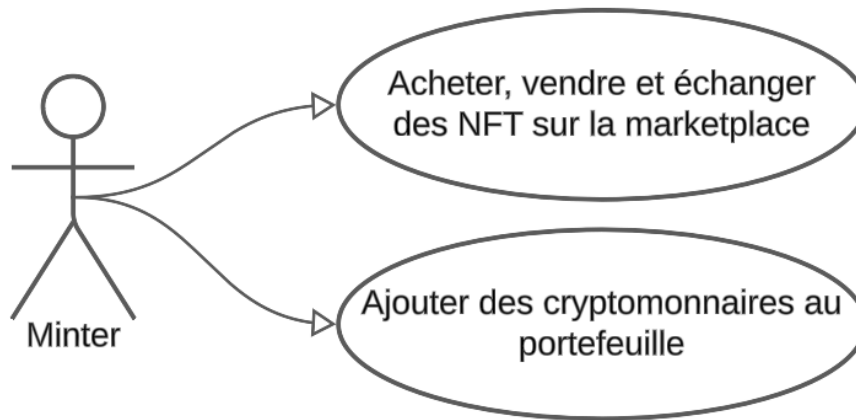 Acheter, vendre et échanger
des NFT sur la marketplace
Minter
Ajouter des cryptomonnaires au
portefeuille